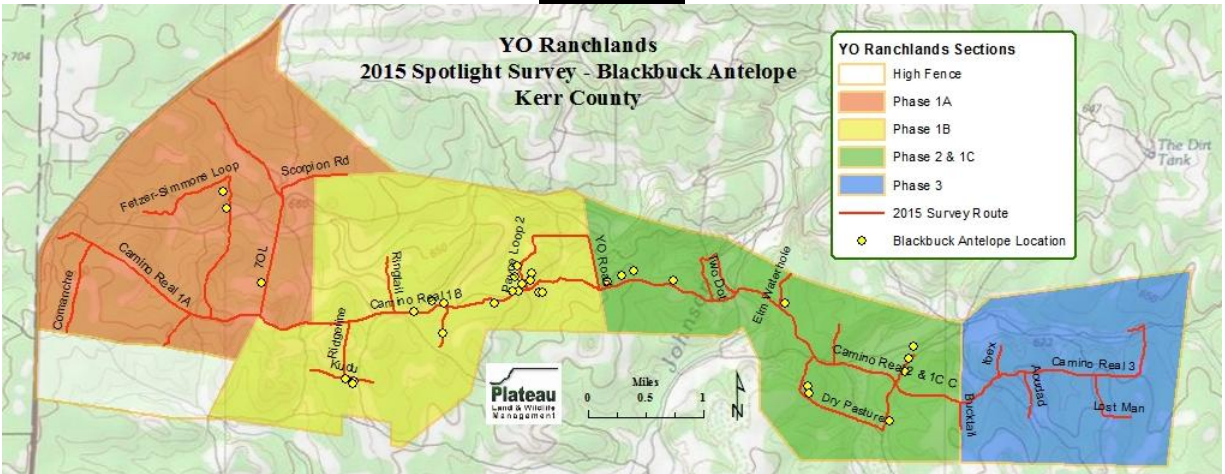 YO Ranchlands
2015 Spotlight Survey - Blackbuck Antelope
Kerr County
YO Ranchlands Sections
High Fence
Phase 1A
Phase 1B
Phase 2 & 1C
Phase 3
2015 Survey Route
Blackbuck Antelope Location
704
647
The Dirt
Tank
Fetzer-Simmons Loop
Scorpion Rd
7OL
Comanche
Camino Real 1A
Ringtail
Camino Real 1B
Ridgeline
Kudu
Loop 2
YO Road
Two Dot
Elm Waterhole
Camino Real 2 & 1C C
Dry Pasture
Bucktail
Ibex
Aoudad
Camino Real 3
Lost Man
Plateau
Land & Wildlife
Management
Miles
0 0.5 1
N